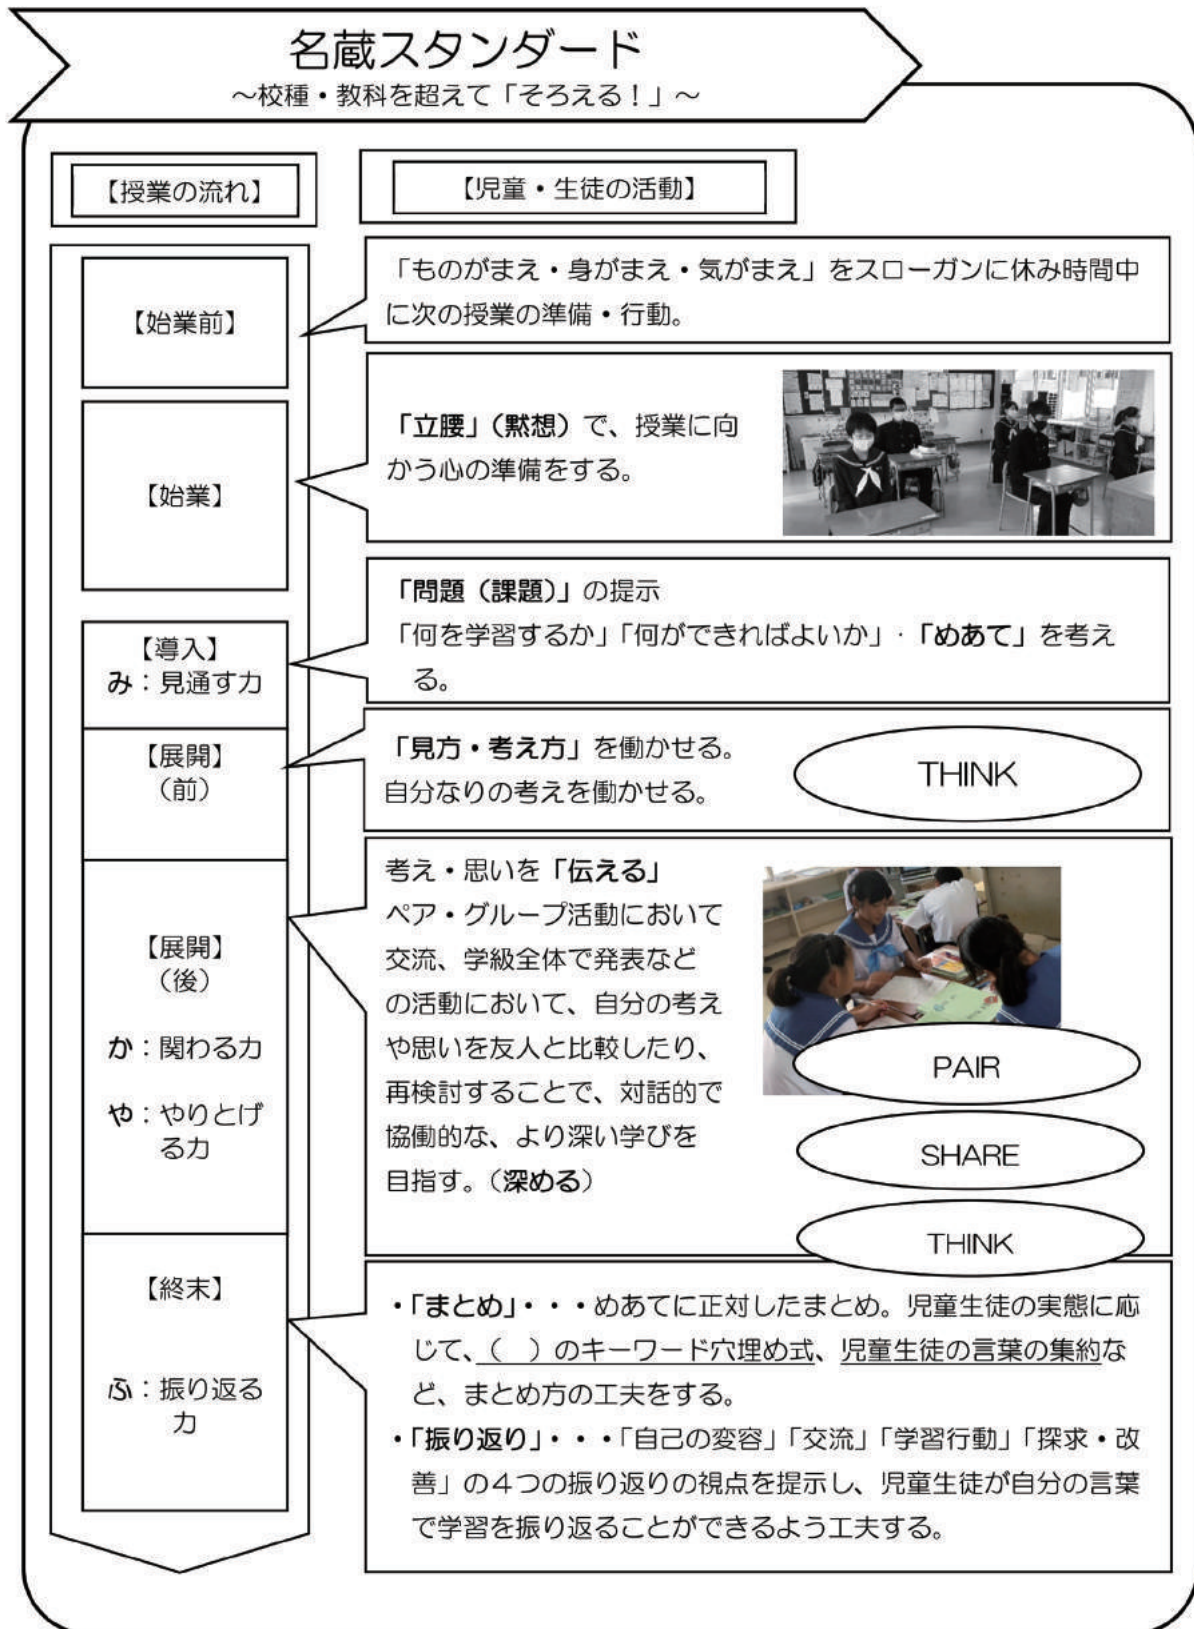 名蔵スタンダード
～校種・教科を超えて「そろえる！」～
【授業の流れ】
【児童・生徒の活動】
【始業前】
「ものがまえ・身がまえ・気がまえ」をスローガンに休み時間中
に次の授業の準備・行動。
【始業】
「立腰」（黙想）で、授業に向
かう心の準備をする。
【導入】
み：見通す力
「問題（課題）」の提示
「何を学習するか」「何ができればよいか」・「めあて」を考え
る。
【展開】
（前）
「見方・考え方」を働かせる。
自分なりの考えを働かせる。
THINK
【展開】
（後）
か：関わる力
や：やりとげ
る力
考え・思いを「伝える」
ペア・グループ活動において
交流、学級全体で発表など
の活動において、自分の考え
や思いを友人と比較したり、
再検討することで、対話的で
協働的な、より深い学びを
目指す。（深める）
PAIR
SHARE
THINK
【終末】
ふ：振り返る
力
・「まとめ」・・・めあてに正対したまとめ。児童生徒の実態に応
じて、（　）のキーワード穴埋め式、児童生徒の言葉の集約な
ど、まとめ方の工夫をする。
・「振り返り」・・・「自己の変容」「交流」「学習行動」「探求・改
善」の４つの振り返りの視点を提示し、児童生徒が自分の言葉
で学習を振り返ることができるよう工夫する。